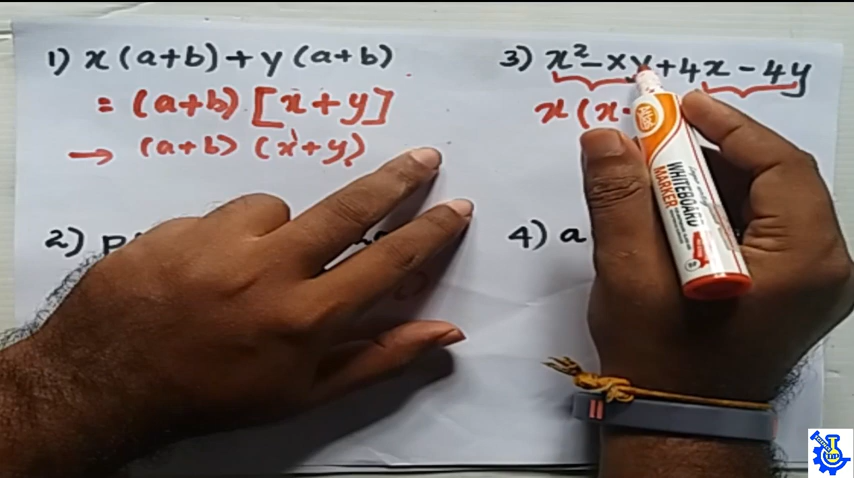 1) x (a+b) + y (a+b)
= (a+b) [x+y]
→ (a+b) (x+y)
2) P
3) x² - xy + 4x - 4y
x (x -
4) a
WHITEBOARD
MARKER